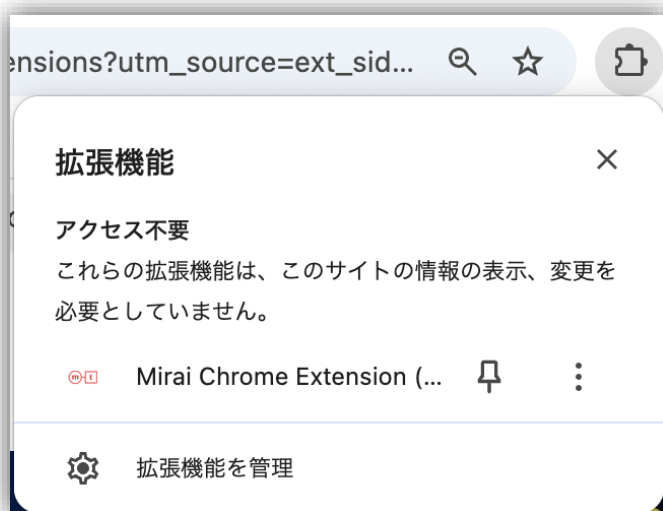 ensions?utm_source=ext_sid...
拡張機能
アクセス不要
これらの拡張機能は、このサイトの情報の表示、変更を
必要としていません。
m t Mirai Chrome Extension (...
拡張機能を管理